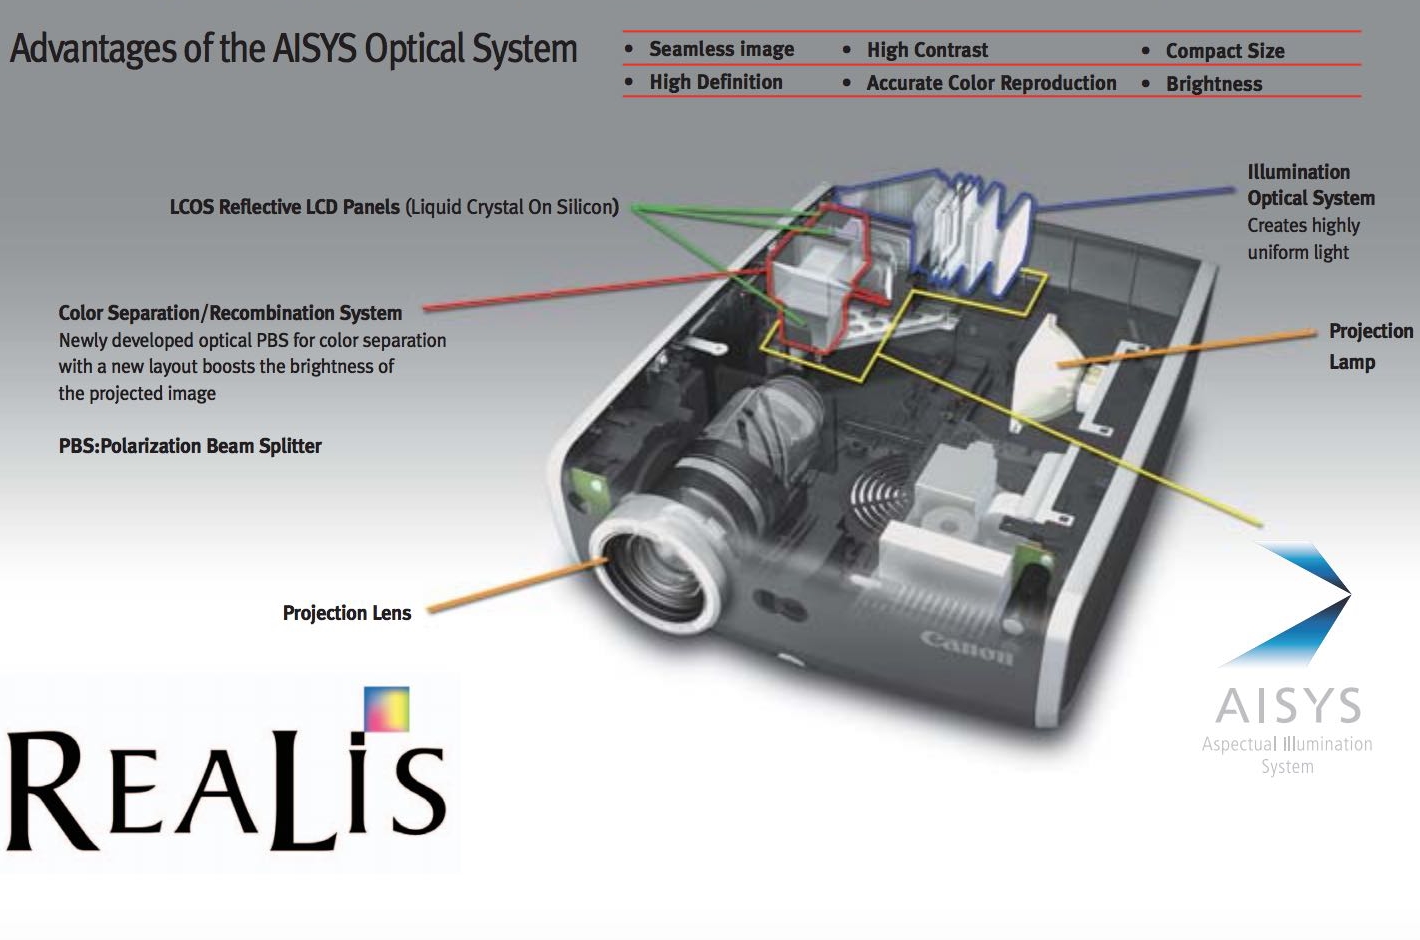 Advantages of the AISYS Optical System
• Seamless image
• High Contrast
• Compact Size
• High Definition
• Accurate Color Reproduction
• Brightness
Illumination
Optical System
Creates highly
uniform light
LCOS Reflective LCD Panels (Liquid Crystal On Silicon)
Color Separation/Recombination System
Newly developed optical PBS for color separation
with a new layout boosts the brightness of
the projected image
Projection
Lamp
PBS:Polarization Beam Splitter
Projection Lens
Canon
AISYS
Aspectual Illumination
System
REALiS